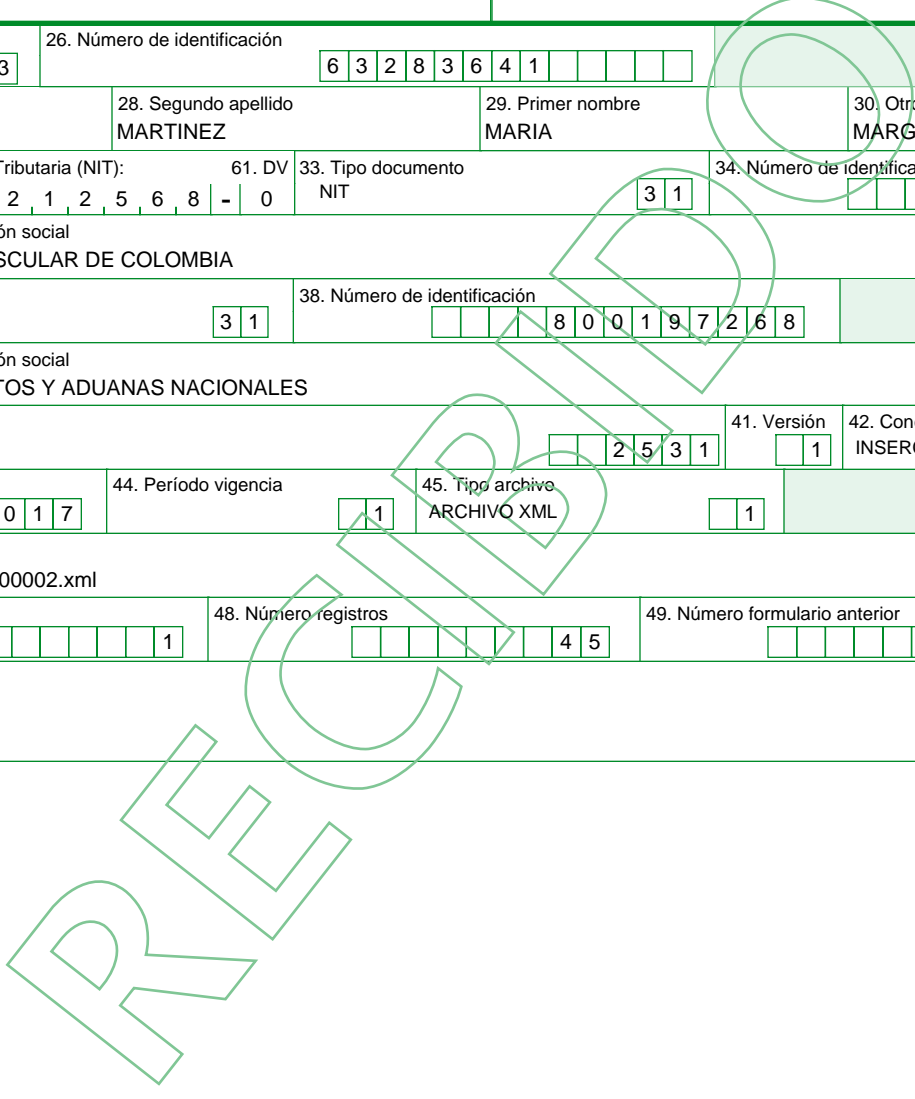 26. Número de identificación
3 6 3 2 8 3 6 4 1
28. Segundo apellido 29. Primer nombre 30. Otro
MARTINEZ MARIA MARG
Tributaria (NIT): 61. DV 33. Tipo documento 34. Número de identifica
2 1 2 5 6 8 - 0 NIT 3 1
ón social
SCULAR DE COLOMBIA
38. Número de identificación
3 1 8 0 0 1 9 7 2 6 8
ón social
TOS Y ADUANAS NACIONALES
41. Versión 42. Con
2 5 3 1 1 INSER
44. Período vigencia 45. Tipo archivo
0 1 7 1 ARCHIVO XML 1
00002.xml
48. Número registros 49. Número formulario anterior
1 4 5
RECIBIDO